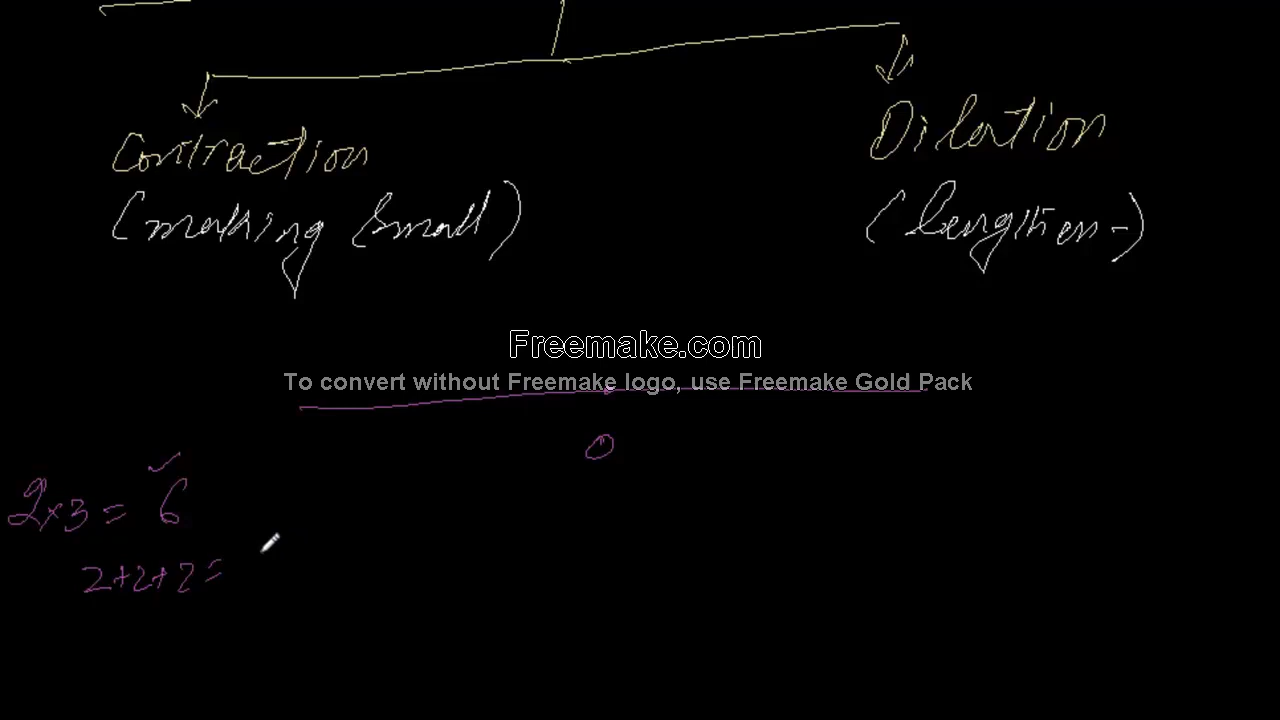 Contraction
Dilation
(making small)
(lengthen-)
Freemake.com
To convert without Freemake logo, use Freemake Gold Pack
0
2×3= 6
2+2+2=